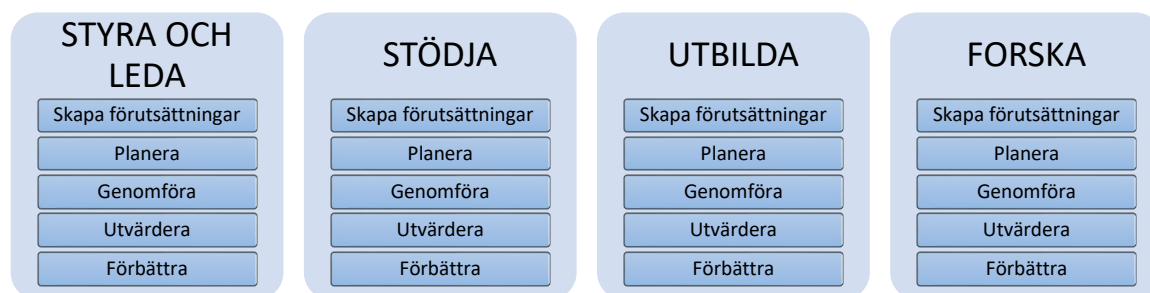 STYRA OCH
LEDA
Skapa förutsättningar
Planera
Genomföra
Utvärdera
Förbättra
STÖDJA
Skapa förutsättningar
Planera
Genomföra
Utvärdera
Förbättra
UTBILDA
Skapa förutsättningar
Planera
Genomföra
Utvärdera
Förbättra
FORSKA
Skapa förutsättningar
Planera
Genomföra
Utvärdera
Förbättra